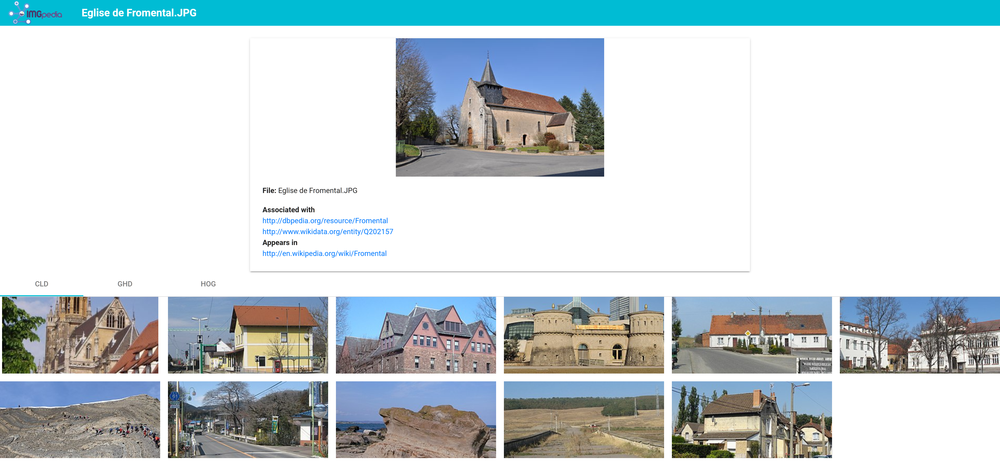 IMGpedia
Eglise de Fromental.JPG
File: Eglise de Fromental.JPG
Associated with
http://dbpedia.org/resource/Fromental
http://www.wikidata.org/entity/Q202157
Appears in
http://en.wikipedia.org/wiki/Fromental
CLD GHD HOG
H
H
61